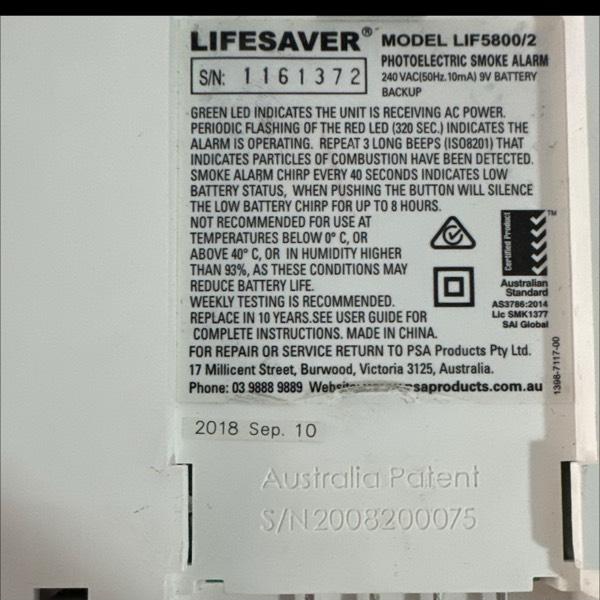 LIFESAVER® MODEL LIF5800/2
S/N: 1161372
PHOTOELECTRIC SMOKE ALARM
240 VAC(50Hz. 10mA) 9V BATTERY
BACKUP
GREEN LED INDICATES THE UNIT IS RECEIVING AC POWER.
PERIODIC FLASHING OF THE RED LED (320 SEC.) INDICATES THE
ALARM IS OPERATING. REPEAT 3 LONG BEEPS (ISO8201) THAT
INDICATES PARTICLES OF COMBUSTION HAVE BEEN DETECTED.
SMOKE ALARM CHIRP EVERY 40 SECONDS INDICATES LOW
BATTERY STATUS, WHEN PUSHING THE BUTTON WILL SILENCE
THE LOW BATTERY CHIRP FOR UP TO 8 HOURS.
NOT RECOMMENDED FOR USE AT
TEMPERATURES BELOW 0° C, OR
ABOVE 40° C, OR IN HUMIDITY HIGHER
THAN 93%, AS THESE CONDITIONS MAY
REDUCE BATTERY LIFE.
WEEKLY TESTING IS RECOMMENDED.
REPLACE IN 10 YEARS.SEE USER GUIDE FOR
COMPLETE INSTRUCTIONS. MADE IN CHINA.
Certified Product
TM
Australian
Standard
AS3786:2014
Lic SMK1377
SAI Global
FOR REPAIR OR SERVICE RETURN TO PSA Products Pty Ltd.
17 Millicent Street, Burwood, Victoria 3125, Australia.
Phone: 03 9888 9889 saproducts.com.au
1398-7117-00
2018 Sep. 10
Australia Patent
S/N2008200075